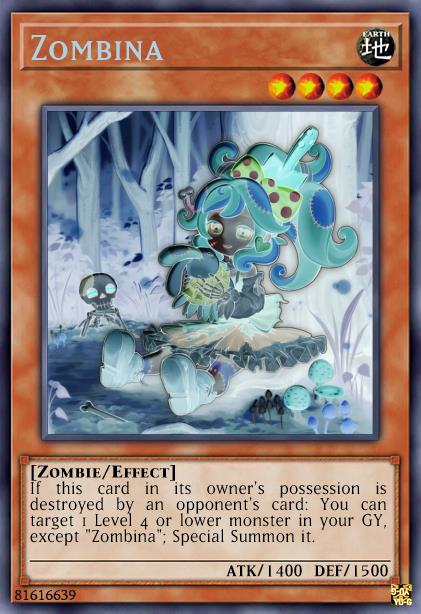 Zombina
EARTH
地
[Zombie/Effect]
If this card in its owner's possession is
destroyed by an opponent's card: You can
target 1 Level 4 or lower monster in your GY,
except "Zombina"; Special Summon it.
ATK/1400 DEF/1500
81616639